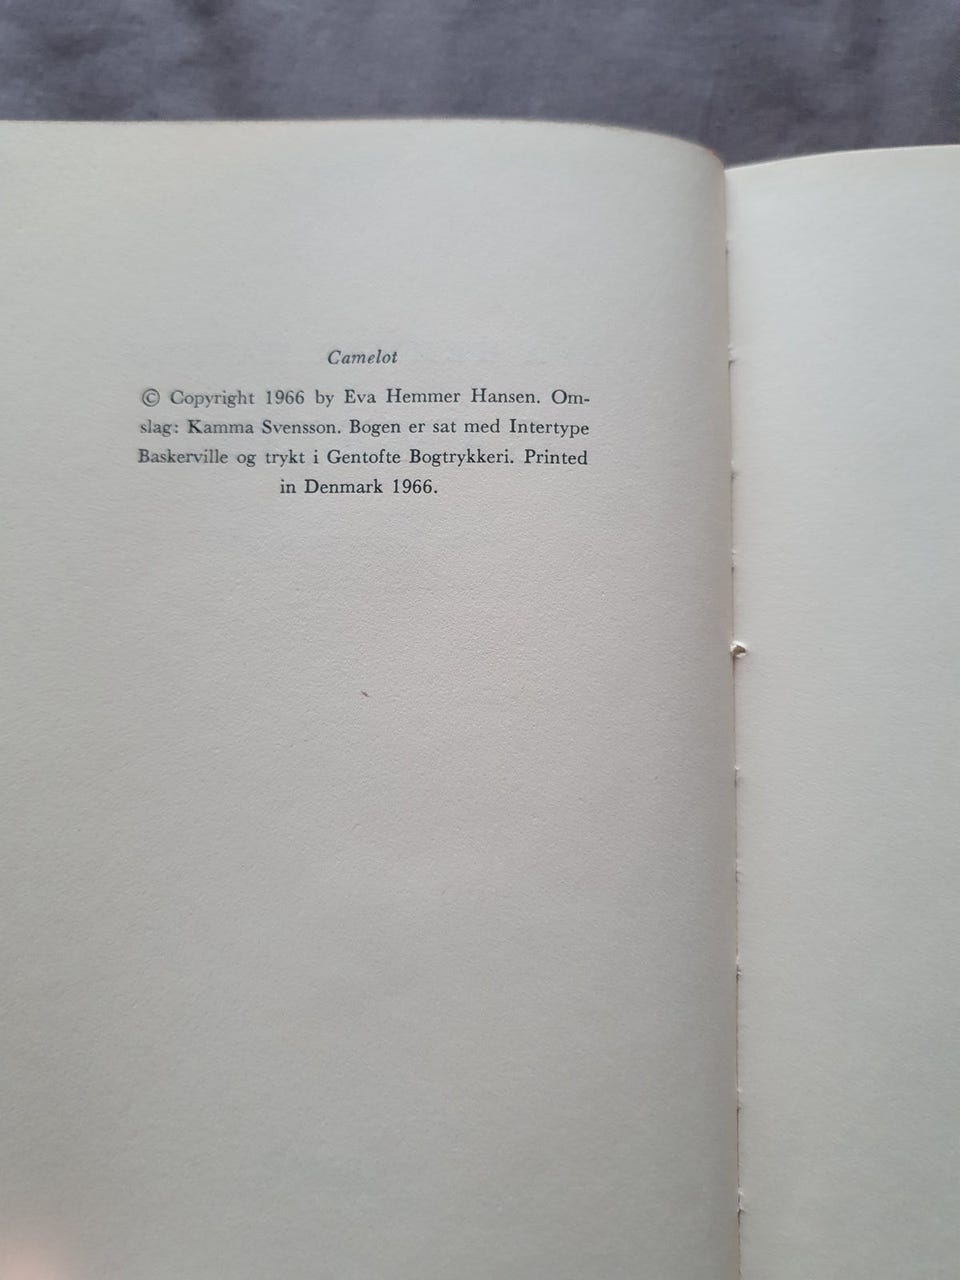 Camelot
© Copyright 1966 by Eva Hemmer Hansen. Om-
slag: Kamma Svensson. Bogen er sat med Intertype
Baskerville og trykt i Gentofte Bogtrykkeri. Printed
in Denmark 1966.